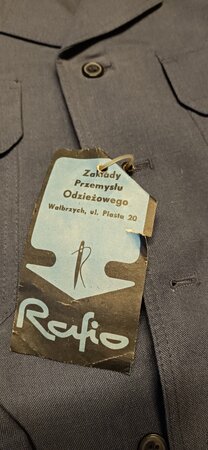 Zakłady
Przemysłu
Odzieżowego
Wałbrzych, ul. Piasta 20
Rafio